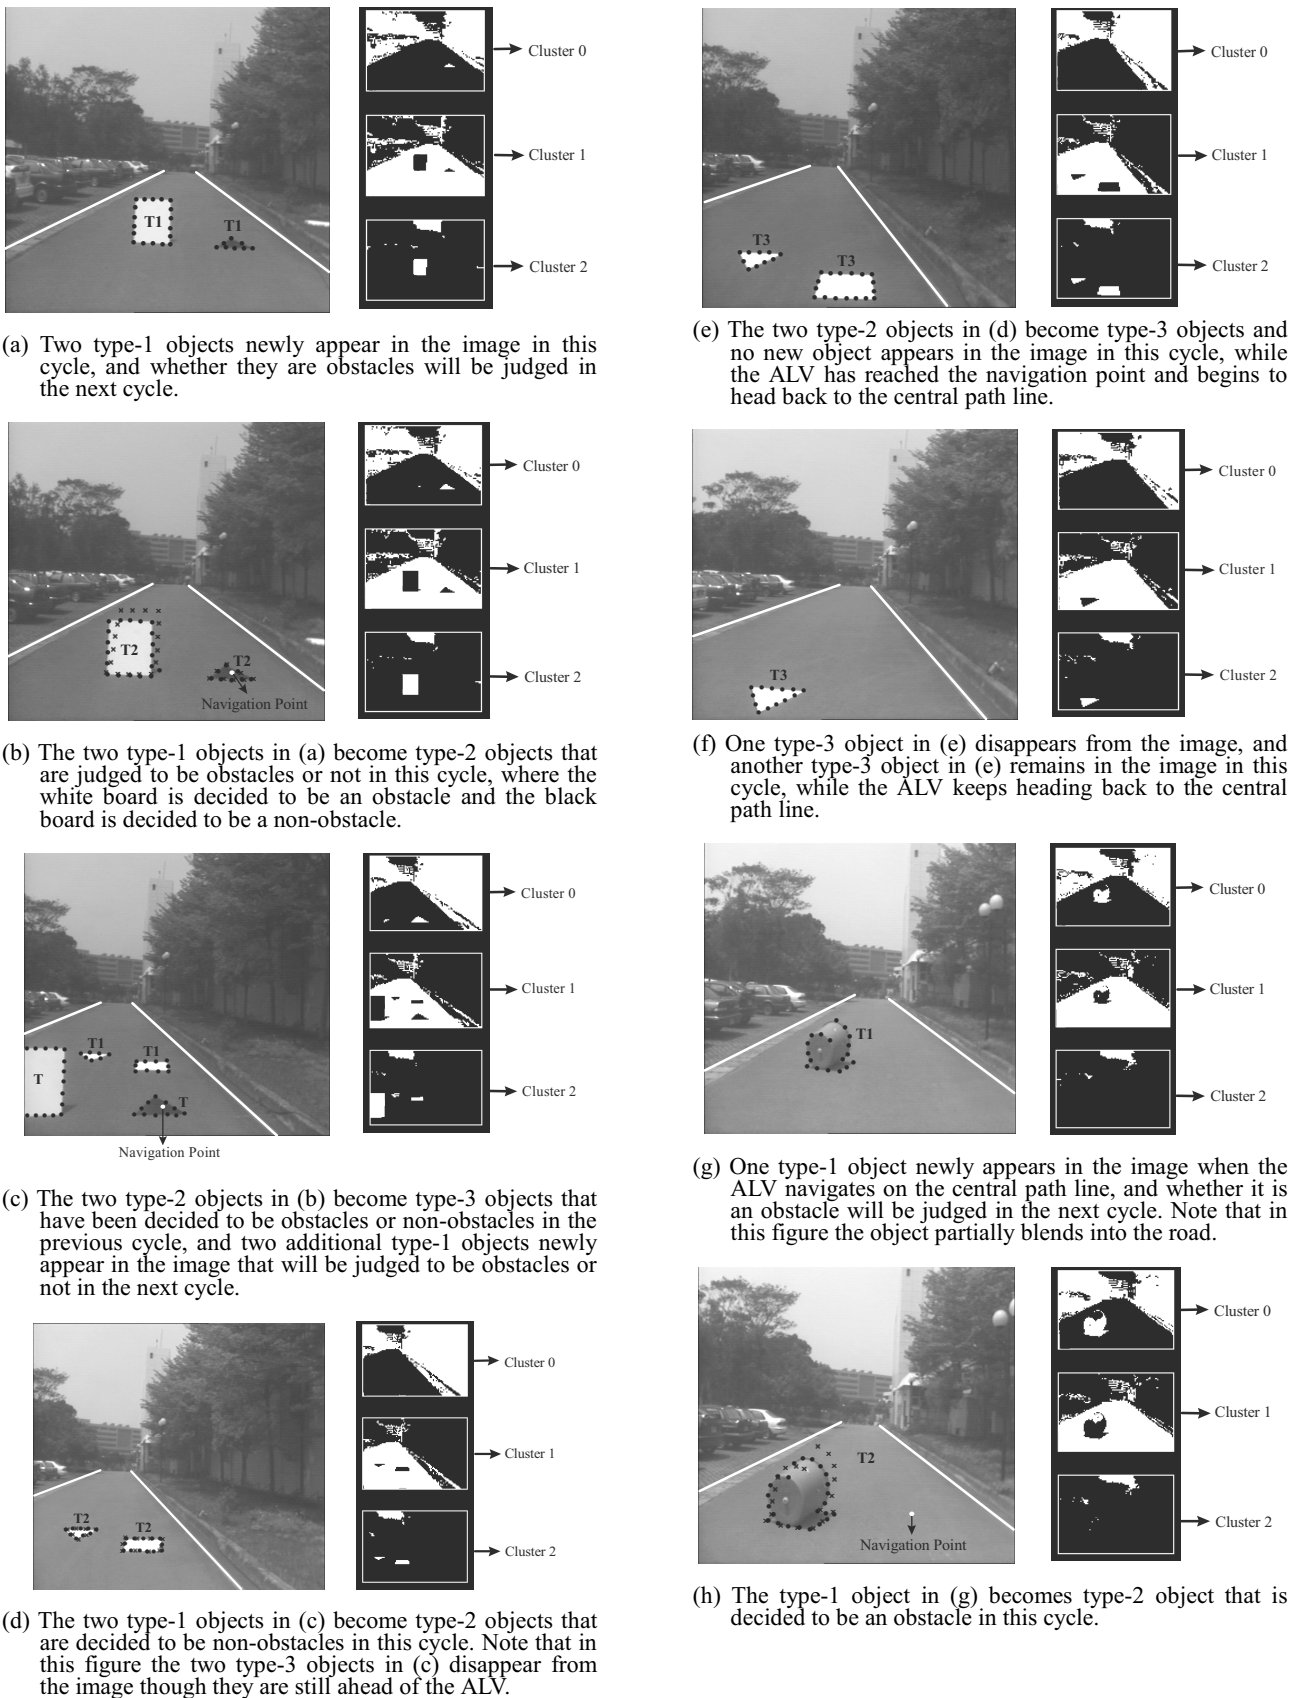 T1
T1
Cluster 0
Cluster 1
Cluster 2
(a) Two type-1 objects newly appear in the image in this
cycle, and whether they are obstacles will be judged in
the next cycle.
T2
T2
Navigation Point
Cluster 0
Cluster 1
Cluster 2
(b) The two type-1 objects in (a) become type-2 objects that
are judged to be obstacles or not in this cycle, where the
white board is decided to be an obstacle and the black
board is decided to be a non-obstacle.
T1
T1
T
T
Navigation Point
Cluster 0
Cluster 1
Cluster 2
(c) The two type-2 objects in (b) become type-3 objects that
have been decided to be obstacles or non-obstacles in the
previous cycle, and two additional type-1 objects newly
appear in the image that will be judged to be obstacles or
not in the next cycle.
T2
T2
Cluster 0
Cluster 1
Cluster 2
(d) The two type-1 objects in (c) become type-2 objects that
are decided to be non-obstacles in this cycle. Note that in
this figure the two type-3 objects in (c) disappear from
the image though they are still ahead of the ALV.
T3
T3
Cluster 0
Cluster 1
Cluster 2
(e) The two type-2 objects in (d) become type-3 objects and
no new object appears in the image in this cycle, while
the ALV has reached the navigation point and begins to
head back to the central path line.
T3
Cluster 0
Cluster 1
Cluster 2
(f) One type-3 object in (e) disappears from the image, and
another type-3 object in (e) remains in the image in this
cycle, while the ALV keeps heading back to the central
path line.
T1
Cluster 0
Cluster 1
Cluster 2
(g) One type-1 object newly appears in the image when the
ALV navigates on the central path line, and whether it is
an obstacle will be judged in the next cycle. Note that in
this figure the object partially blends into the road.
T2
Navigation Point
Cluster 0
Cluster 1
Cluster 2
(h) The type-1 object in (g) becomes type-2 object that is
decided to be an obstacle in this cycle.